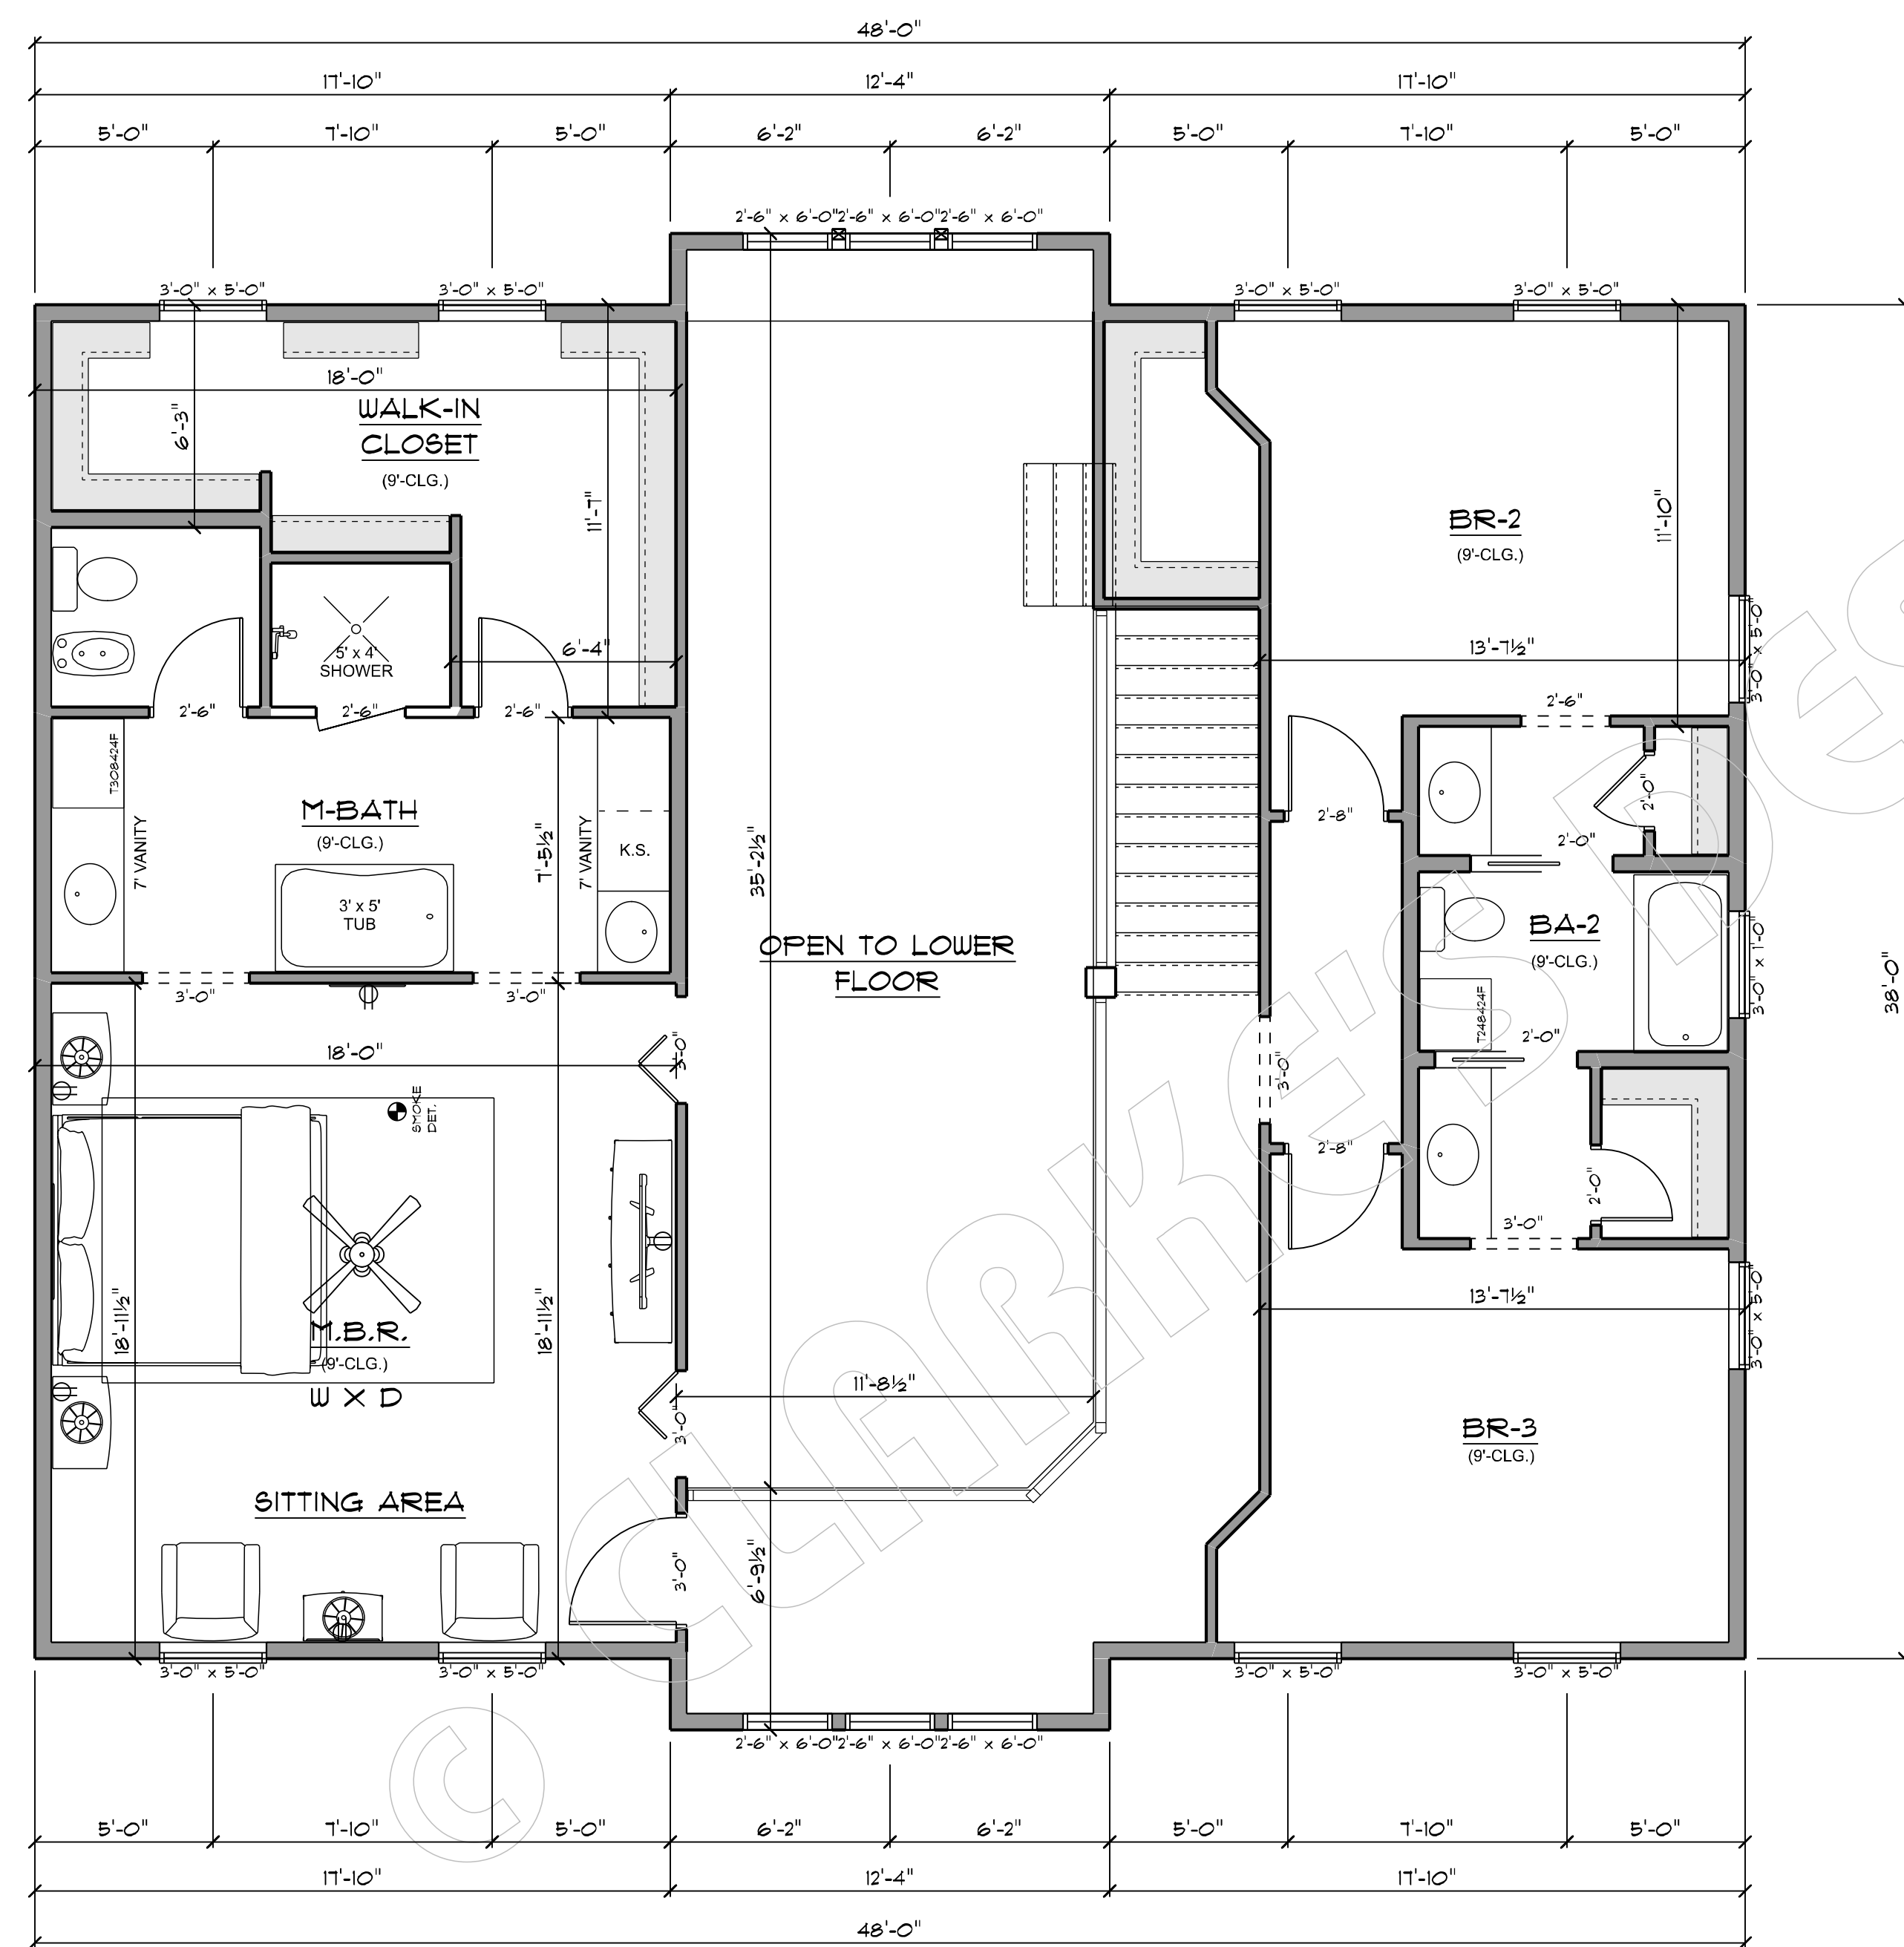 48'-0"
17'-10" 12'-4" 17'-10"
5'-0" 7'-10" 5'-0" 6'-2" 6'-2" 5'-0" 7'-10" 5'-0"
2'-6" x 6'-0" 2'-6" x 6'-0" 2'-6" x 6'-0"
3'-0" x 5'-0" 3'-0" x 5'-0" 3'-0" x 5'-0" 3'-0" x 5'-0"
18'-0"
WALK-IN
CLOSET
(9'-CLG.)
6'-3"
11'-7"
BR-2
(9'-CLG.)
11'-10"
3'-0" x 5'-0
5' x 4'
SHOWER
6'-4"
13'-7½"
2'-6" 2'-6" 2'-6"
2'-6"
T308424F
7' VANITY
M-BATH
(9'-CLG.)
7'-5½"
7' VANITY
K.S.
3' x 5'
TUB
35'-2½"
2'-8"
2'-0"
2'-0"
OPEN TO LOWER
FLOOR
BA-2
(9'-CLG.)
3'-0" x 1'-0"
38'-0"
T248424F
2'-0"
3'-0" 3'-0"
18'-0"
3'-0"
3'-0"
SMOKE
DET.
2'-8"
2'-0"
3'-0"
18'-11½"
18'-11½"
M.B.R.
(9'-CLG.)
W X D
13'-7½"
3'-0" x 5'-0
11'-8½"
3'-0"
BR-3
(9'-CLG.)
SITTING AREA
3'-0"
6'-9½"
3'-0" x 5'-0" 3'-0" x 5'-0" 3'-0" x 5'-0" 3'-0" x 5'-0"
2'-6" x 6'-0" 2'-6" x 6'-0" 2'-6" x 6'-0"
5'-0" 7'-10" 5'-0" 6'-2" 6'-2" 5'-0" 7'-10" 5'-0"
17'-10" 12'-4" 17'-10"
48'-0"
© CLARKE'S Des